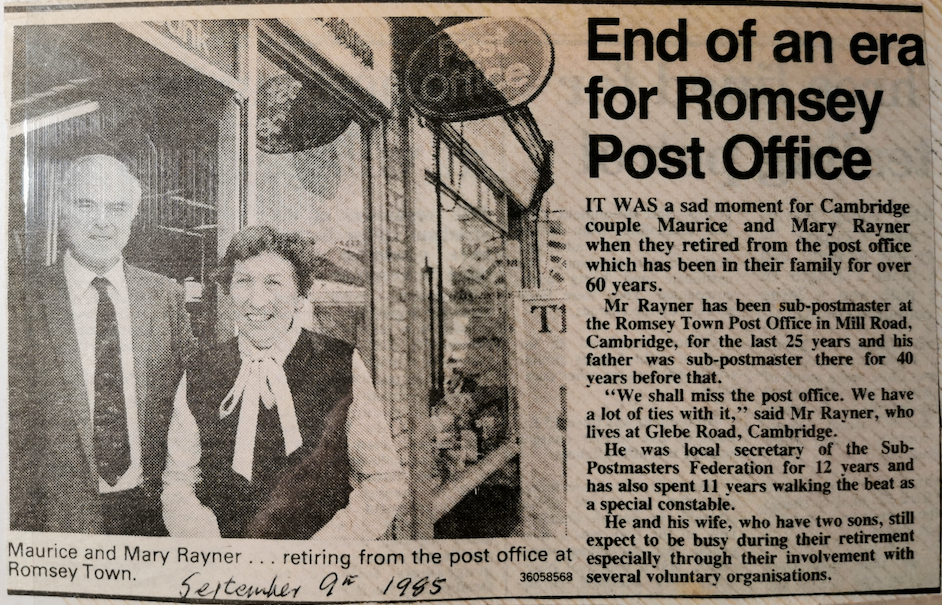 Post
Office
End of an era
for Romsey
Post Office
IT WAS a sad moment for Cambridge
couple Maurice and Mary Rayner
when they retired from the post office
which has been in their family for over
60 years.
Mr Rayner has been sub-postmaster at
the Romsey Town Post Office in Mill Road,
Cambridge, for the last 25 years and his
father was sub-postmaster there for 40
years before that.
“We shall miss the post office. We have
a lot of ties with it,” said Mr Rayner, who
lives at Glebe Road, Cambridge.
He was local secretary of the Sub-
Postmasters Federation for 12 years and
has also spent 11 years walking the beat as
a special constable.
He and his wife, who have two sons, still
expect to be busy during their retirement
especially through their involvement with
several voluntary organisations.
Maurice and Mary Rayner . . . retiring from the post office at
Romsey Town.
36058568
September 9th 1985